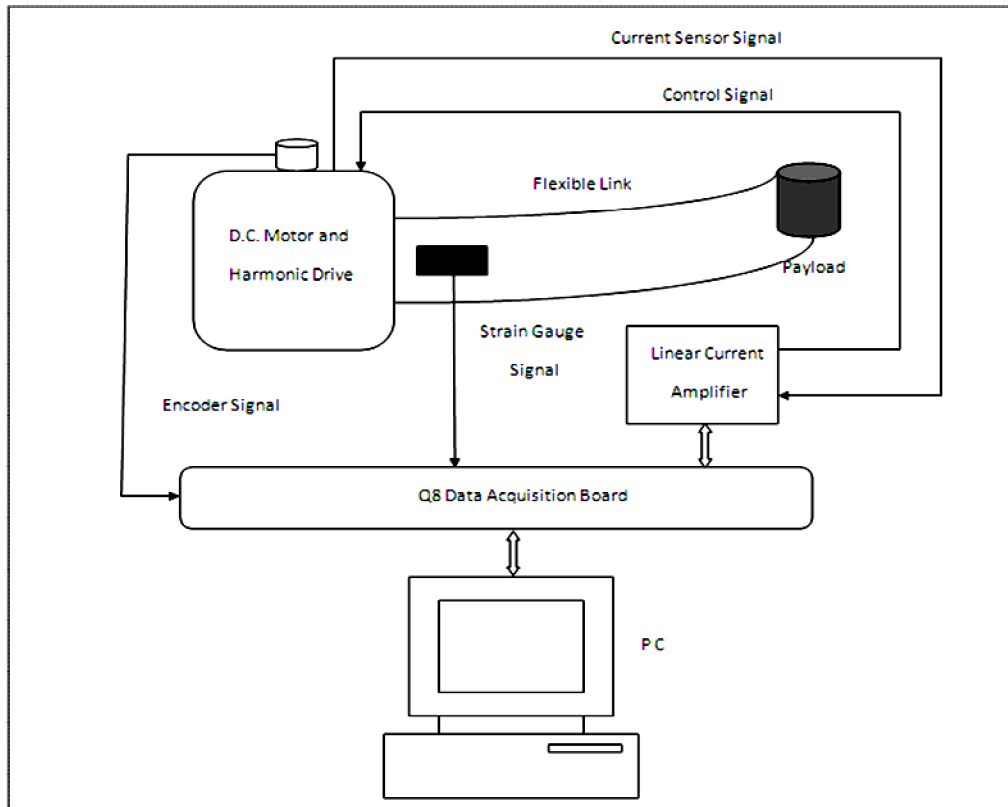 Current Sensor Signal
Control Signal
Flexible Link
D.C. Motor and
Harmonic Drive
Payload
Strain Gauge
Signal
Linear Current
Amplifier
Encoder Signal
Q8 Data Acquisition Board
PC